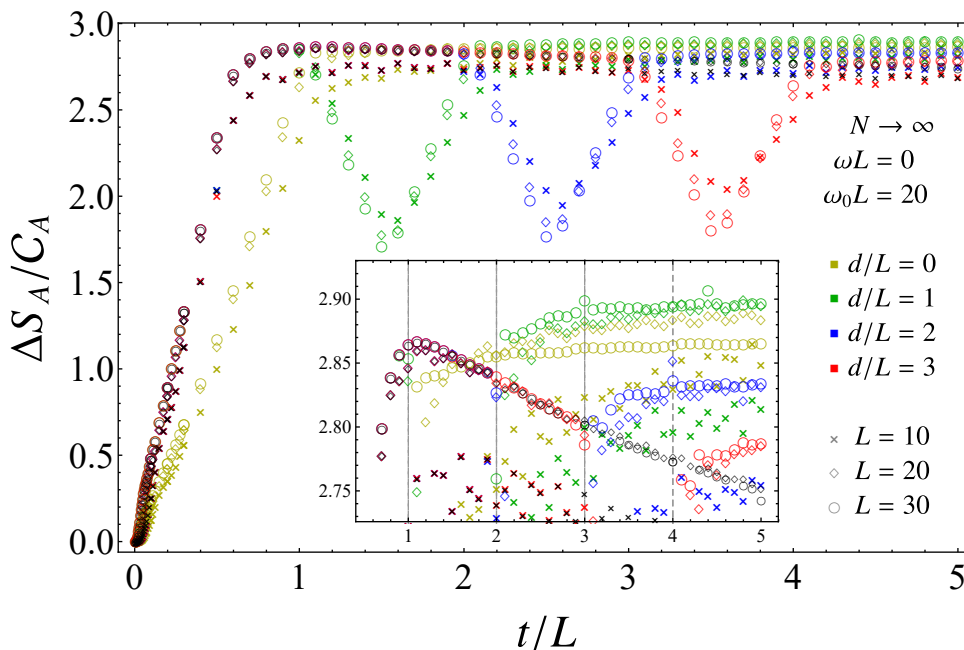 ΔS_A/C_A
3.0
2.5
2.0
1.5
1.0
0.5
0.0
N → ∞
ωL = 0
ω₀L = 20
d/L = 0
d/L = 1
d/L = 2
d/L = 3
L = 10
L = 20
L = 30
2.90
2.85
2.80
2.75
1 2 3 4 5
0 1 2 3 4 5
t/L